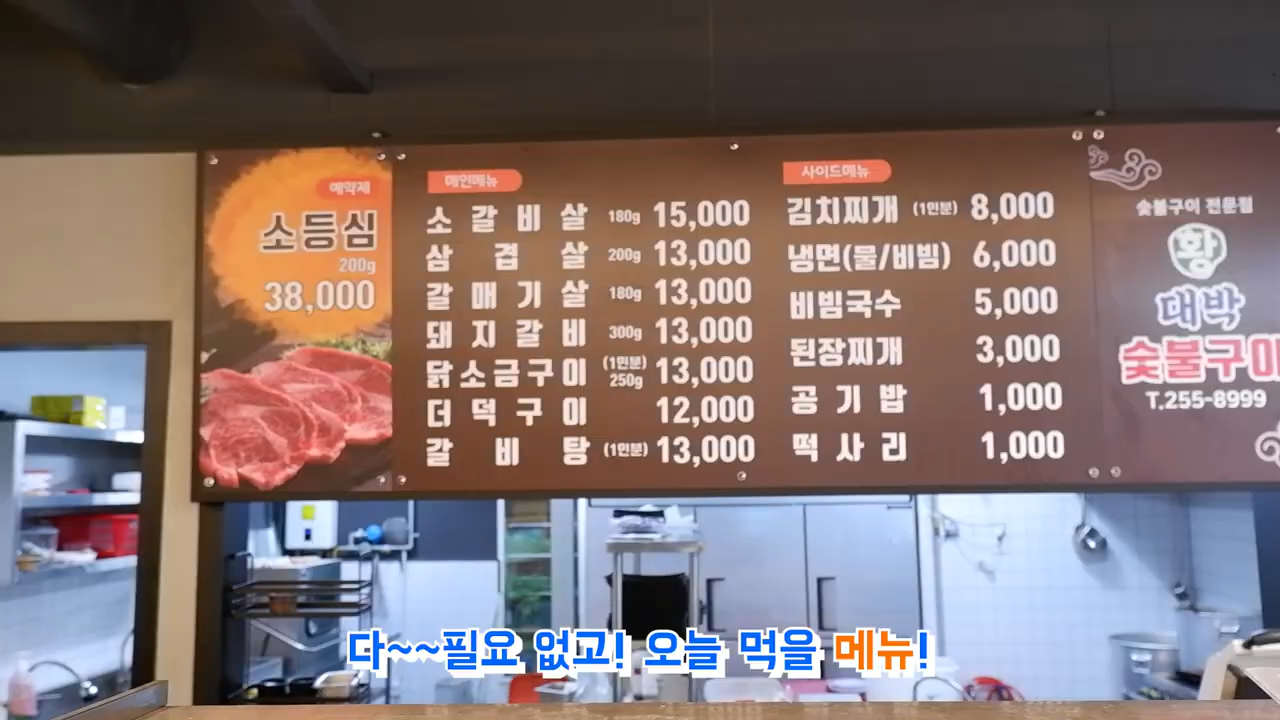 예약제
소등심
200g
38,000
메인메뉴
소갈비살 180g 15,000
삼겹살 200g 13,000
갈매기살 180g 13,000
돼지갈비 300g 13,000
닭소금구이 (1인분) 250g 13,000
더덕구이 12,000
갈비탕 (1인분) 13,000
사이드메뉴
김치찌개 (1인분) 8,000
냉면(물/비빔) 6,000
비빔국수 5,000
된장찌개 3,000
공기밥 1,000
떡사리 1,000
숯불구이 전문점
황
대박
숯불구이
T.255-8999
다~~필요 없고! 오늘 먹을 메뉴!